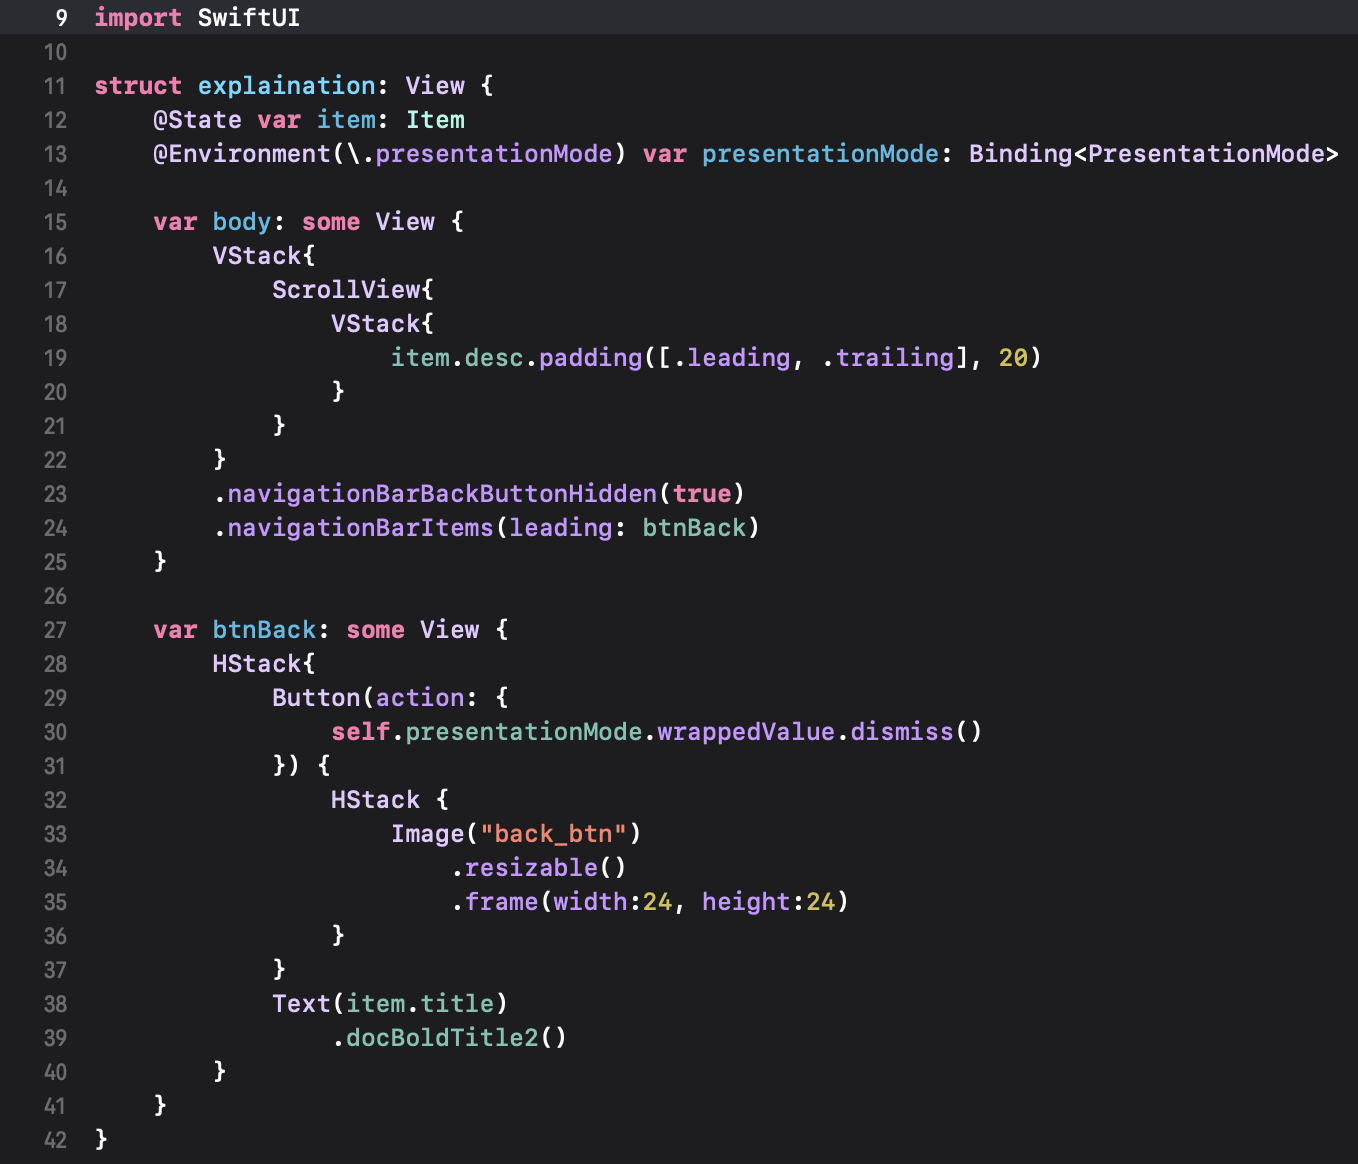 9 import SwiftUI
10
11 struct explaination: View {
12     @State var item: Item
13     @Environment(\.presentationMode) var presentationMode: Binding<PresentationMode>
14
15     var body: some View {
16         VStack{
17             ScrollView{
18                 VStack{
19                     item.desc.padding([.leading, .trailing], 20)
20                 }
21             }
22         }
23         .navigationBarBackButtonHidden(true)
24         .navigationBarItems(leading: btnBack)
25     }
26
27     var btnBack: some View {
28         HStack{
29             Button(action: {
30                 self.presentationMode.wrappedValue.dismiss()
31             }) {
32                 HStack {
33                     Image("back_btn")
34                         .resizable()
35                         .frame(width:24, height:24)
36                 }
37             }
38             Text(item.title)
39                 .docBoldTitle2()
40         }
41     }
42 }